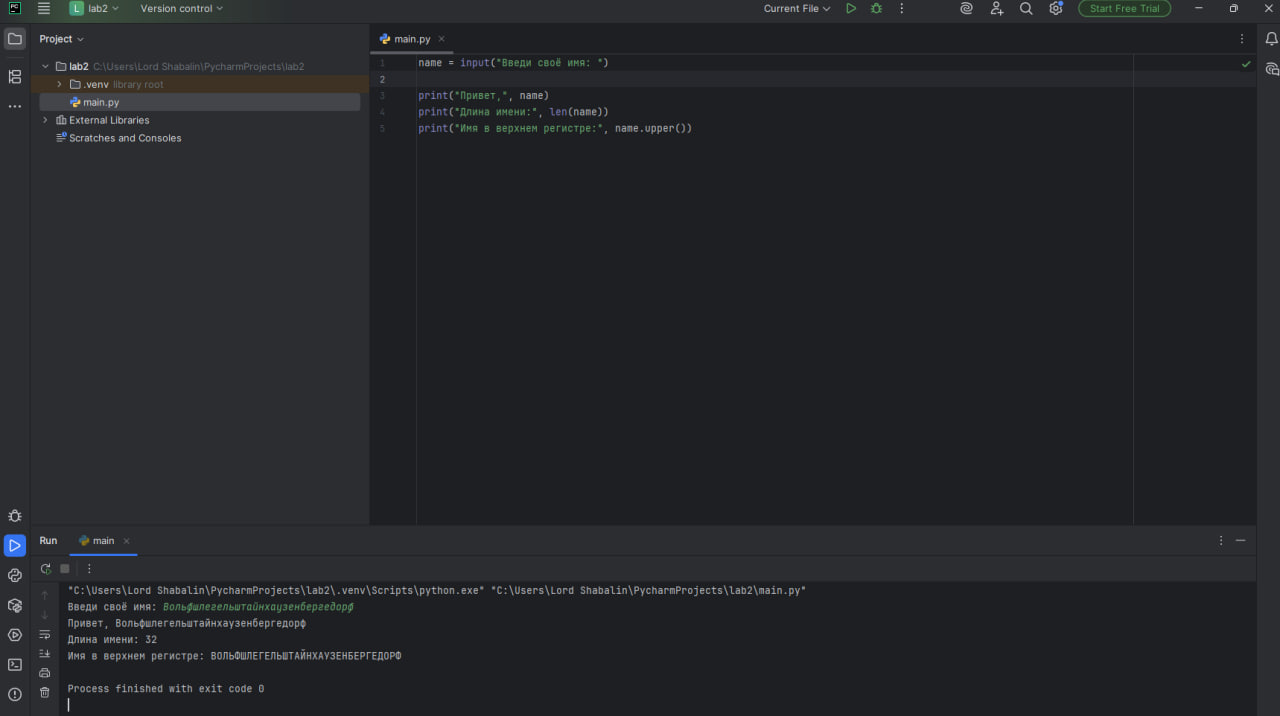 PC
L lab2
Version control
Current File
Start Free Trial
Project
main.py
lab2 C:\Users\Lord Shabalin\PycharmProjects\lab2
.venv library root
main.py
External Libraries
Scratches and Consoles
1 name = input("Введи своё имя: ")
2
3 print("Привет,", name)
4 print("Длина имени:", len(name))
5 print("Имя в верхнем регистре:", name.upper())
Run
main
"C:\Users\Lord Shabalin\PycharmProjects\lab2\.venv\Scripts\python.exe" "C:\Users\Lord Shabalin\PycharmProjects\lab2\main.py"
Введи своё имя: Вольфшлегельштайнхаузенбергедорф
Привет, Вольфшлегельштайнхаузенбергедорф
Длина имени: 32
Имя в верхнем регистре: ВОЛЬФШЛЕГЕЛЬШТАЙНХАУЗЕНБЕРГЕДОРФ
Process finished with exit code 0